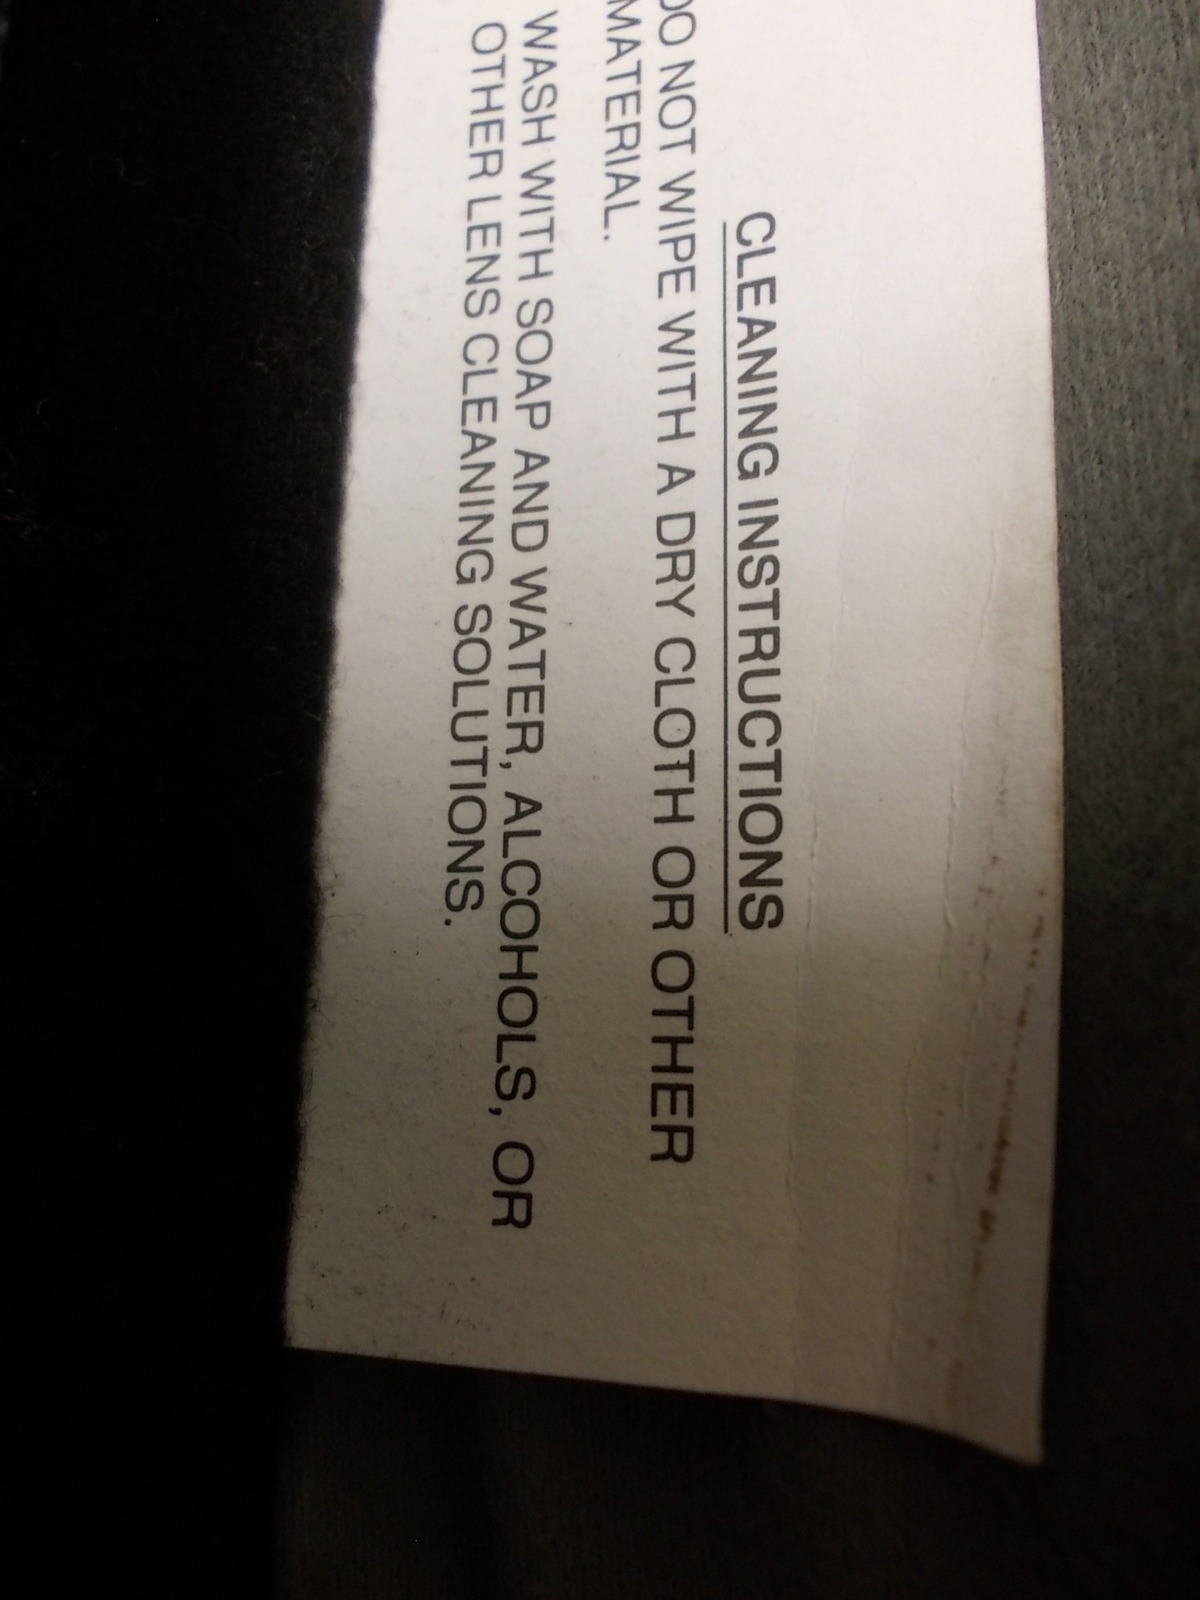 CLEANING INSTRUCTIONS
DO NOT WIPE WITH A DRY CLOTH OR OTHER
MATERIAL.
WASH WITH SOAP AND WATER, ALCOHOLS, OR
OTHER LENS CLEANING SOLUTIONS.